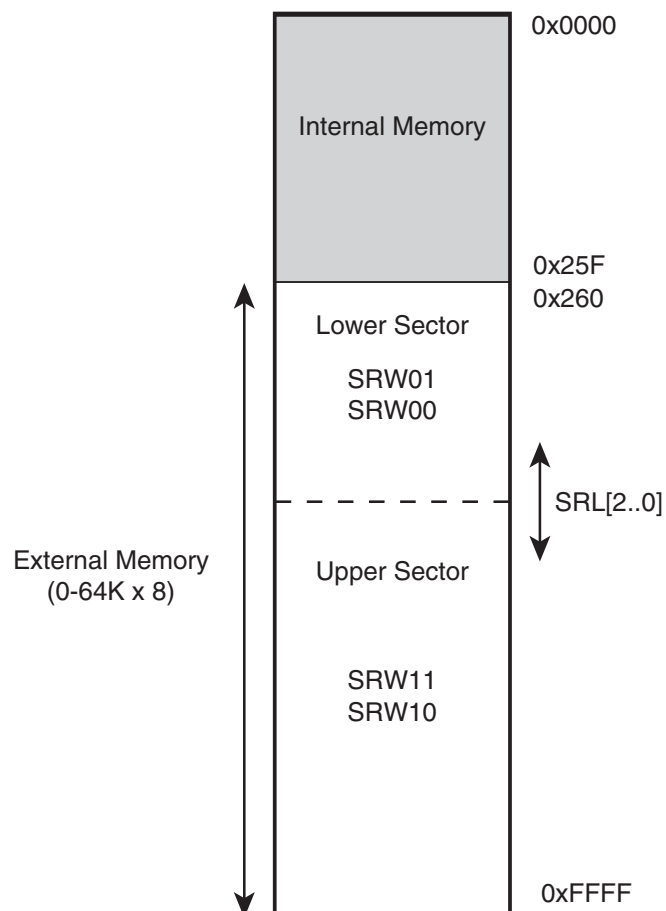 0x0000
Internal Memory
0x25F
0x260
Lower Sector
SRW01
SRW00
SRL[2..0]
External Memory
(0-64K x 8)
Upper Sector
SRW11
SRW10
0xFFFF